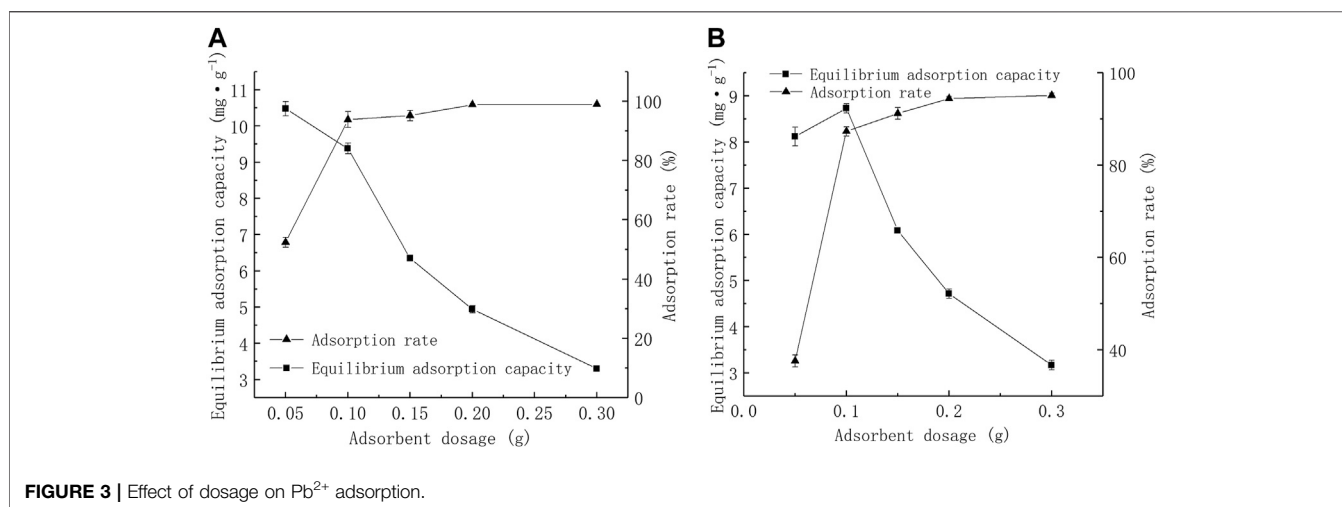 A
Equilibrium adsorption capacity (mg·g⁻¹)
11
10
9
8
7
6
5
4
3
Adsorption rate
Equilibrium adsorption capacity
0.05 0.10 0.15 0.20 0.25 0.30
Adsorbent dosage (g)
100
80
60
40
20
0
Adsorption rate (%)
B
Equilibrium adsorption capacity (mg·g⁻¹)
9
8
7
6
5
4
3
Equilibrium adsorption capacity
Adsorption rate
0.0 0.1 0.2 0.3
Adsorbent dosage (g)
100
80
60
40
Adsorption rate (%)
FIGURE 3 | Effect of dosage on Pb²⁺ adsorption.